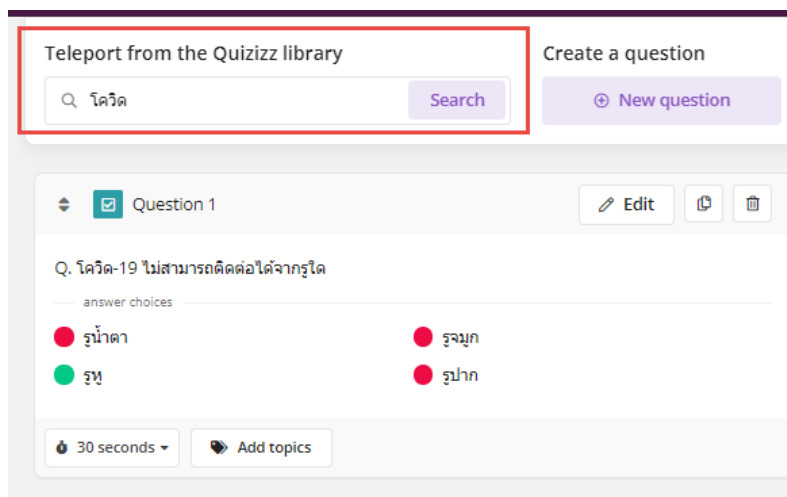 Teleport from the Quizizz library
Create a question
โควิด
Search
New question
Question 1
Edit
Q. โควิด-19 ไม่สามารถติดต่อได้จากรูใด
answer choices
รูน้ำตา
รูจมูก
รูหู
รูปาก
30 seconds
Add topics